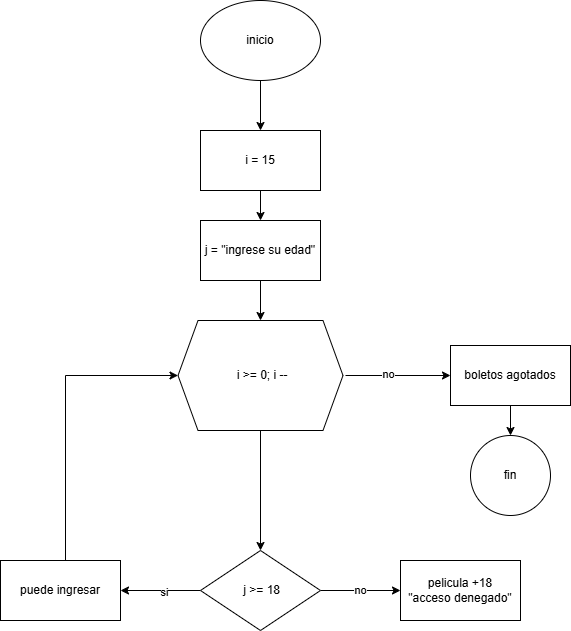 inicio
i = 15
j = "ingrese su edad"
i >= 0; i --
no
boletos agotados
fin
j >= 18
si
puede ingresar
no
pelicula +18
"acceso denegado"